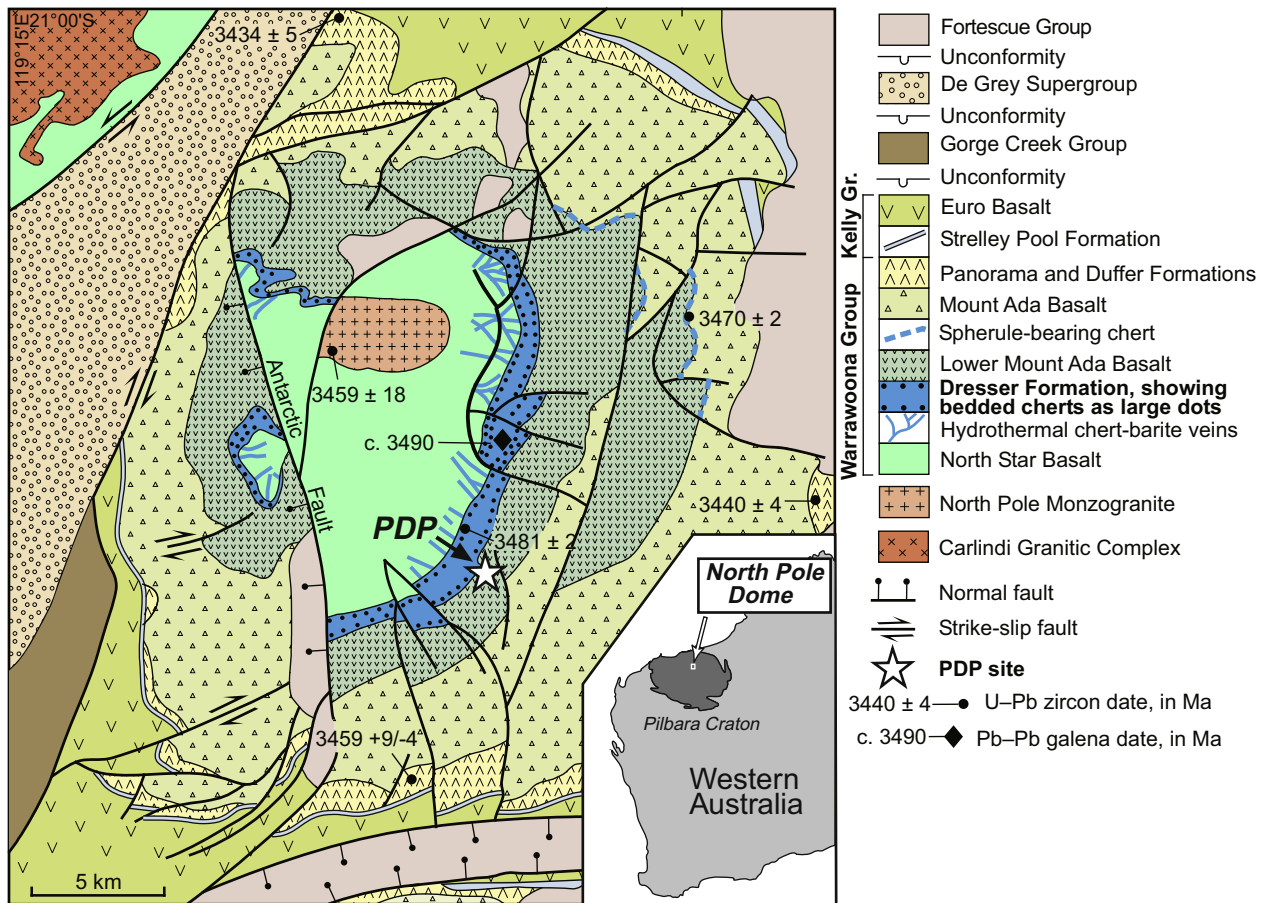 119°15'E
21°00'S
3434 ± 5
3470 ± 2
3459 ± 18
Antarctic
Fault
c. 3490
3440 ± 4
PDP
3481 ± 2
3459 +9/-4
5 km
North Pole
Dome
Pilbara Craton
Western
Australia
Fortescue Group
Unconformity
De Grey Supergroup
Unconformity
Gorge Creek Group
Unconformity
Kelly Gr.
Euro Basalt
Strelley Pool Formation
Warrawoona Group
Panorama and Duffer Formations
Mount Ada Basalt
Spherule-bearing chert
Lower Mount Ada Basalt
Dresser Formation, showing
bedded cherts as large dots
Hydrothermal chert-barite veins
North Star Basalt
North Pole Monzogranite
Carlindi Granitic Complex
Normal fault
Strike-slip fault
PDP site
3440 ± 4 U–Pb zircon date, in Ma
c. 3490 Pb–Pb galena date, in Ma